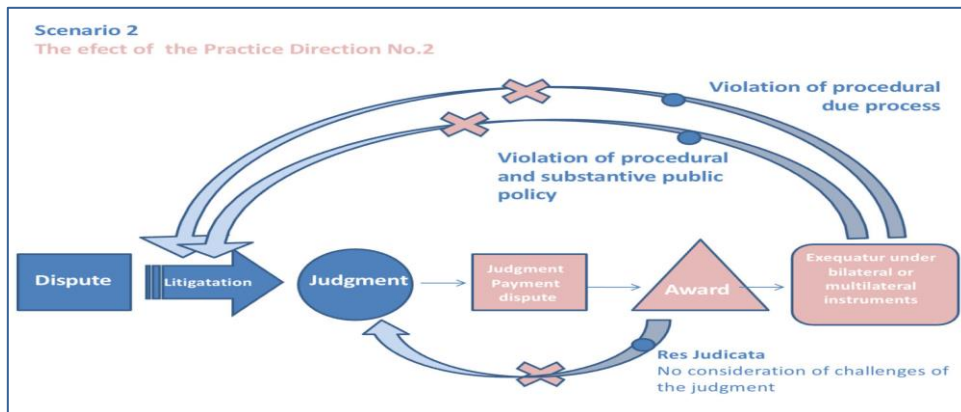 Scenario 2
The efect of the Practice Direction No.2
Violation of procedural
due process
Violation of procedural
and substantive public
policy
Dispute
Litigatation
Judgment
Judgment
Payment
dispute
Award
Exequatur under
bilateral or
multilateral
instruments
Res Judicata
No consideration of challenges of
the judgment